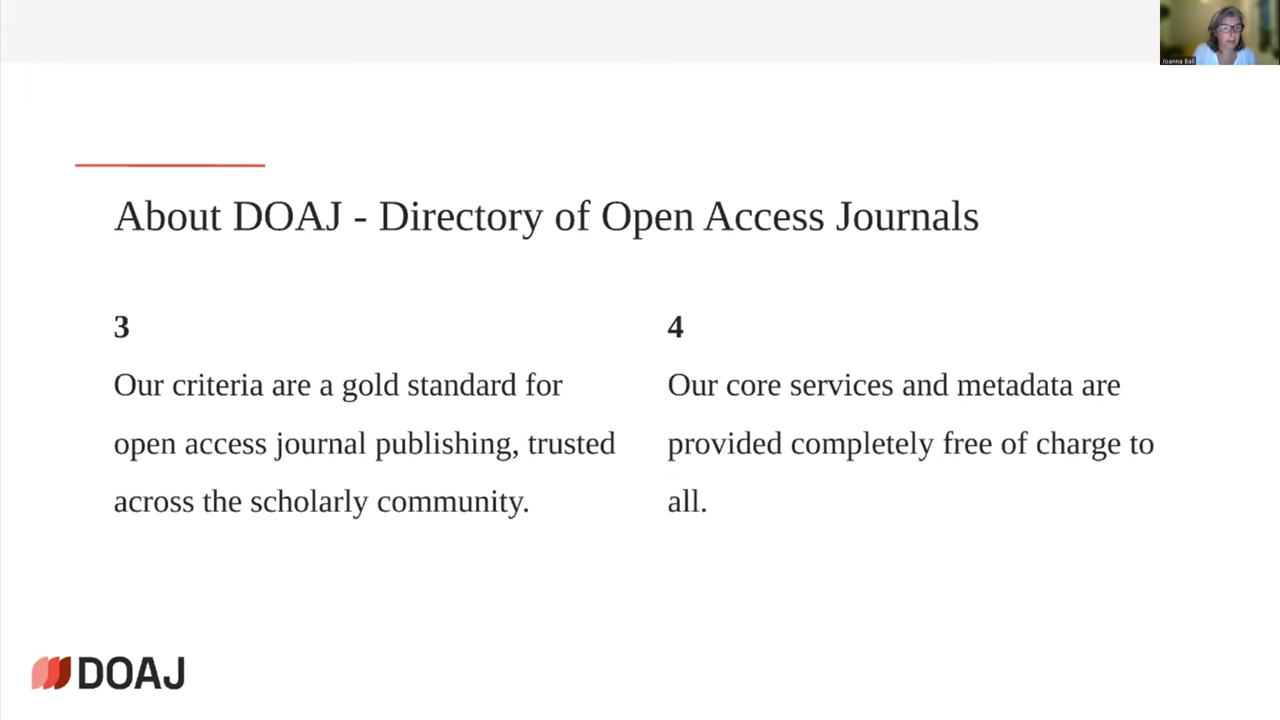 Joanna Ball
About DOAJ - Directory of Open Access Journals
3
Our criteria are a gold standard for
open access journal publishing, trusted
across the scholarly community.
4
Our core services and metadata are
provided completely free of charge to
all.
DOAJ